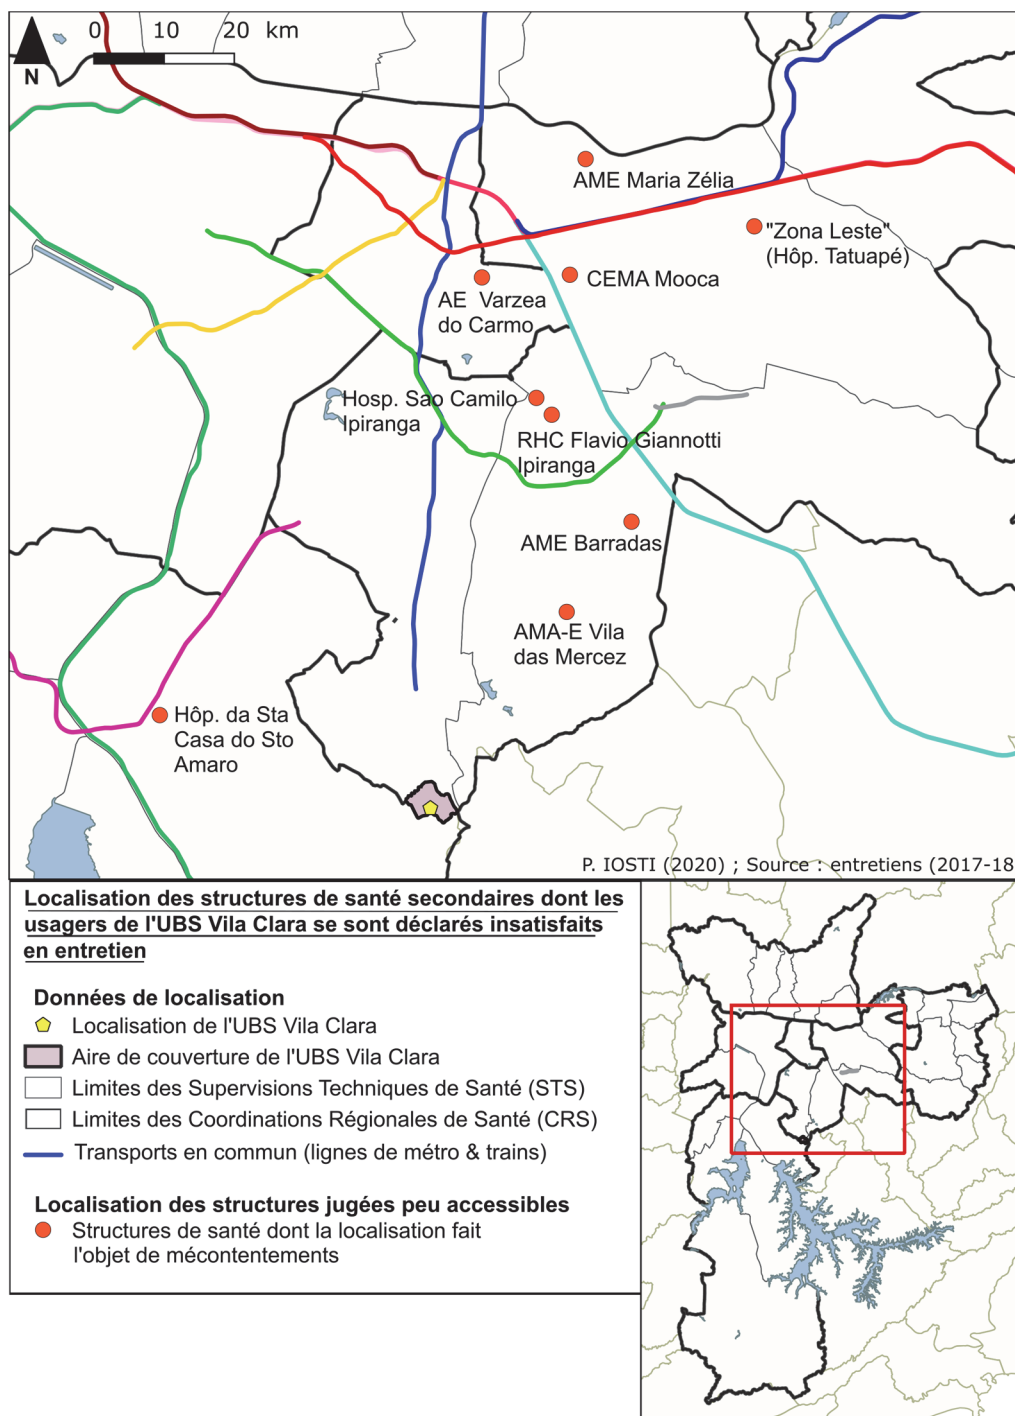 0 10 20 km
N
AME Maria Zélia
"Zona Leste"
(Hôp. Tatuapé)
CEMA Mooca
AE Varzea
do Carmo
Hosp. Sao Camilo
Ipiranga
RHC Flavio Giannotti
Ipiranga
AME Barradas
AMA-E Vila
das Mercez
Hôp. da Sta
Casa do Sto
Amaro
P. IOSTI (2020) ; Source : entretiens (2017-18
Localisation des structures de santé secondaires dont les
usagers de l'UBS Vila Clara se sont déclarés insatisfaits
en entretien
Données de localisation
Localisation de l'UBS Vila Clara
Aire de couverture de l'UBS Vila Clara
Limites des Supervisions Techniques de Santé (STS)
Limites des Coordinations Régionales de Santé (CRS)
Transports en commun (lignes de métro & trains)
Localisation des structures jugées peu accessibles
Structures de santé dont la localisation fait
l'objet de mécontentements